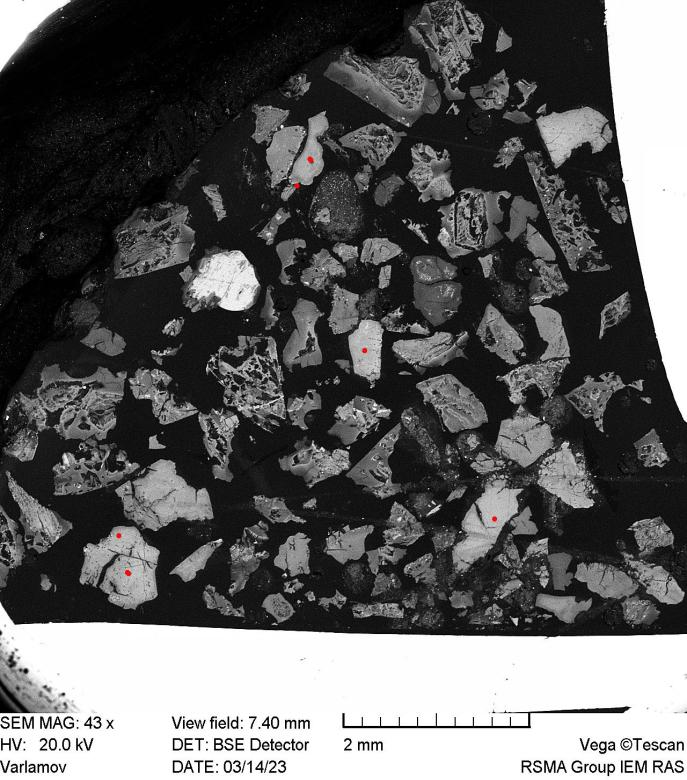 SEM MAG: 43 x View field: 7.40 mm
HV: 20.0 kV DET: BSE Detector 2 mm Vega ©Tescan
Varlamov DATE: 03/14/23 RSMA Group IEM RAS